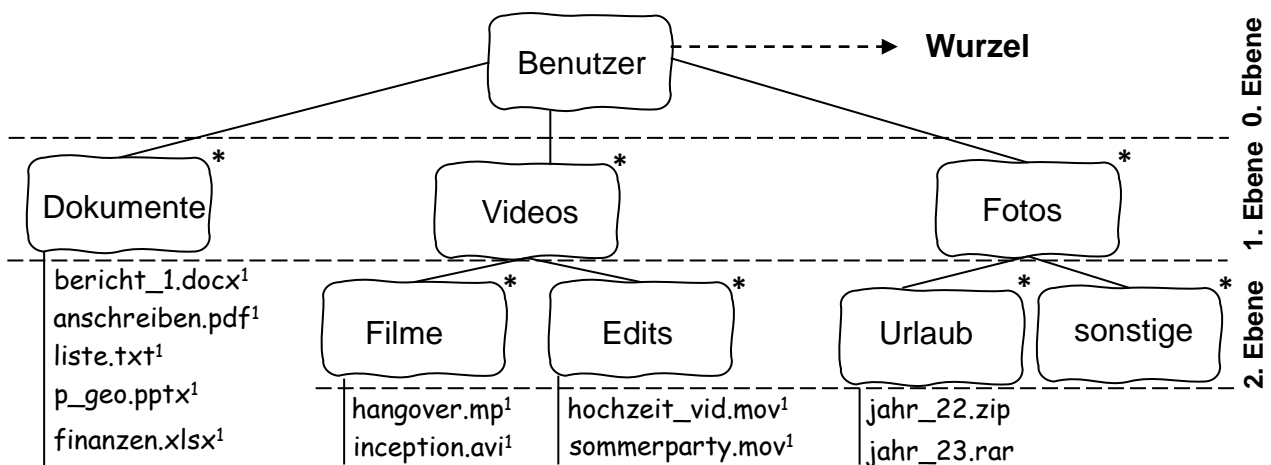 Benutzer
Wurzel
0. Ebene
Dokumente*
Videos*
Fotos*
1. Ebene
bericht_1.docx¹
anschreiben.pdf¹
liste.txt¹
p_geo.pptx¹
finanzen.xlsx¹
Filme*
Edits*
Urlaub*
sonstige*
2. Ebene
hangover.mp¹
inception.avi¹
hochzeit_vid.mov¹
sommerparty.mov¹
jahr_22.zip
jahr_23.rar